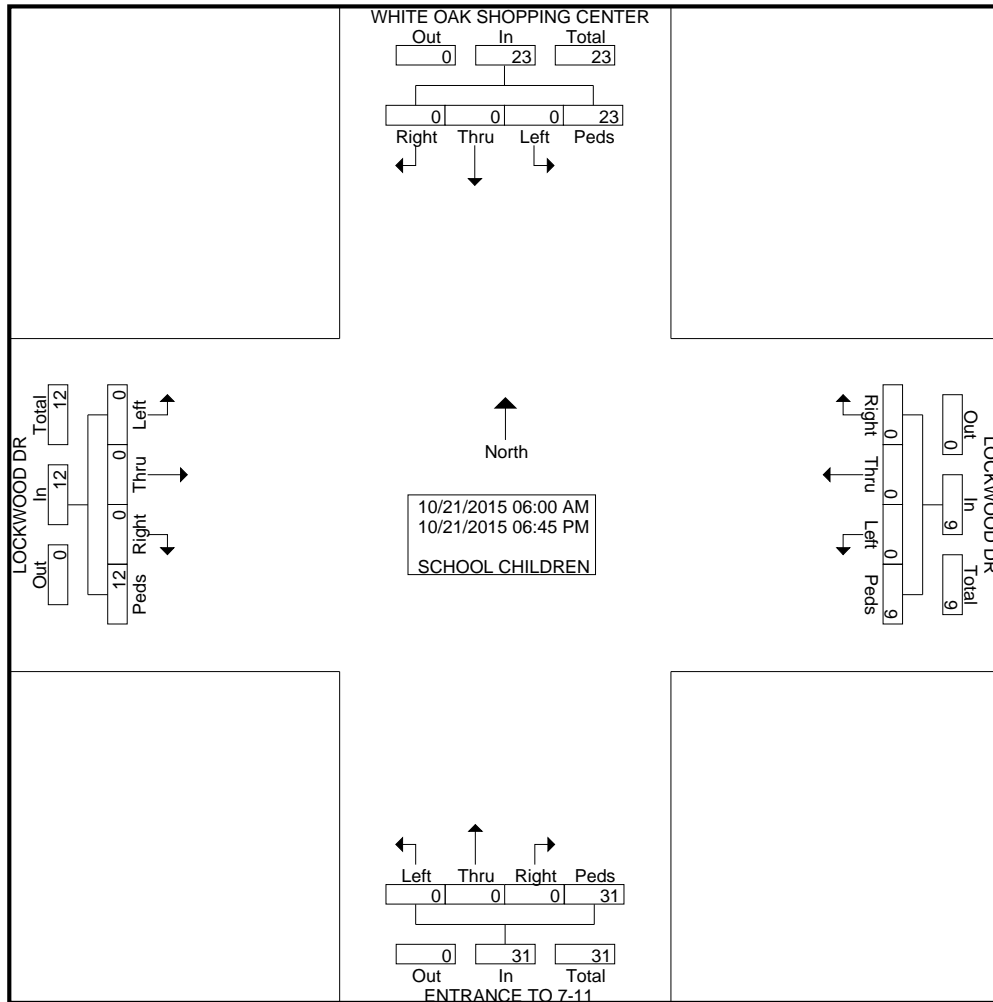 WHITE OAK SHOPPING CENTER
Out In Total
0 23 23
0 0 0 23
Right Thru Left Peds
LOCKWOOD DR
Total In Out
12 12 0
0 0 0 12
Left Thru Right Peds
North
10/21/2015 06:00 AM
10/21/2015 06:45 PM
SCHOOL CHILDREN
Right Thru Left Peds
0 0 0 9
0 9 9
Out In Total
LOCKWOOD DR
Left Thru Right Peds
0 0 0 31
0 31 31
Out In Total
ENTRANCE TO 7-11